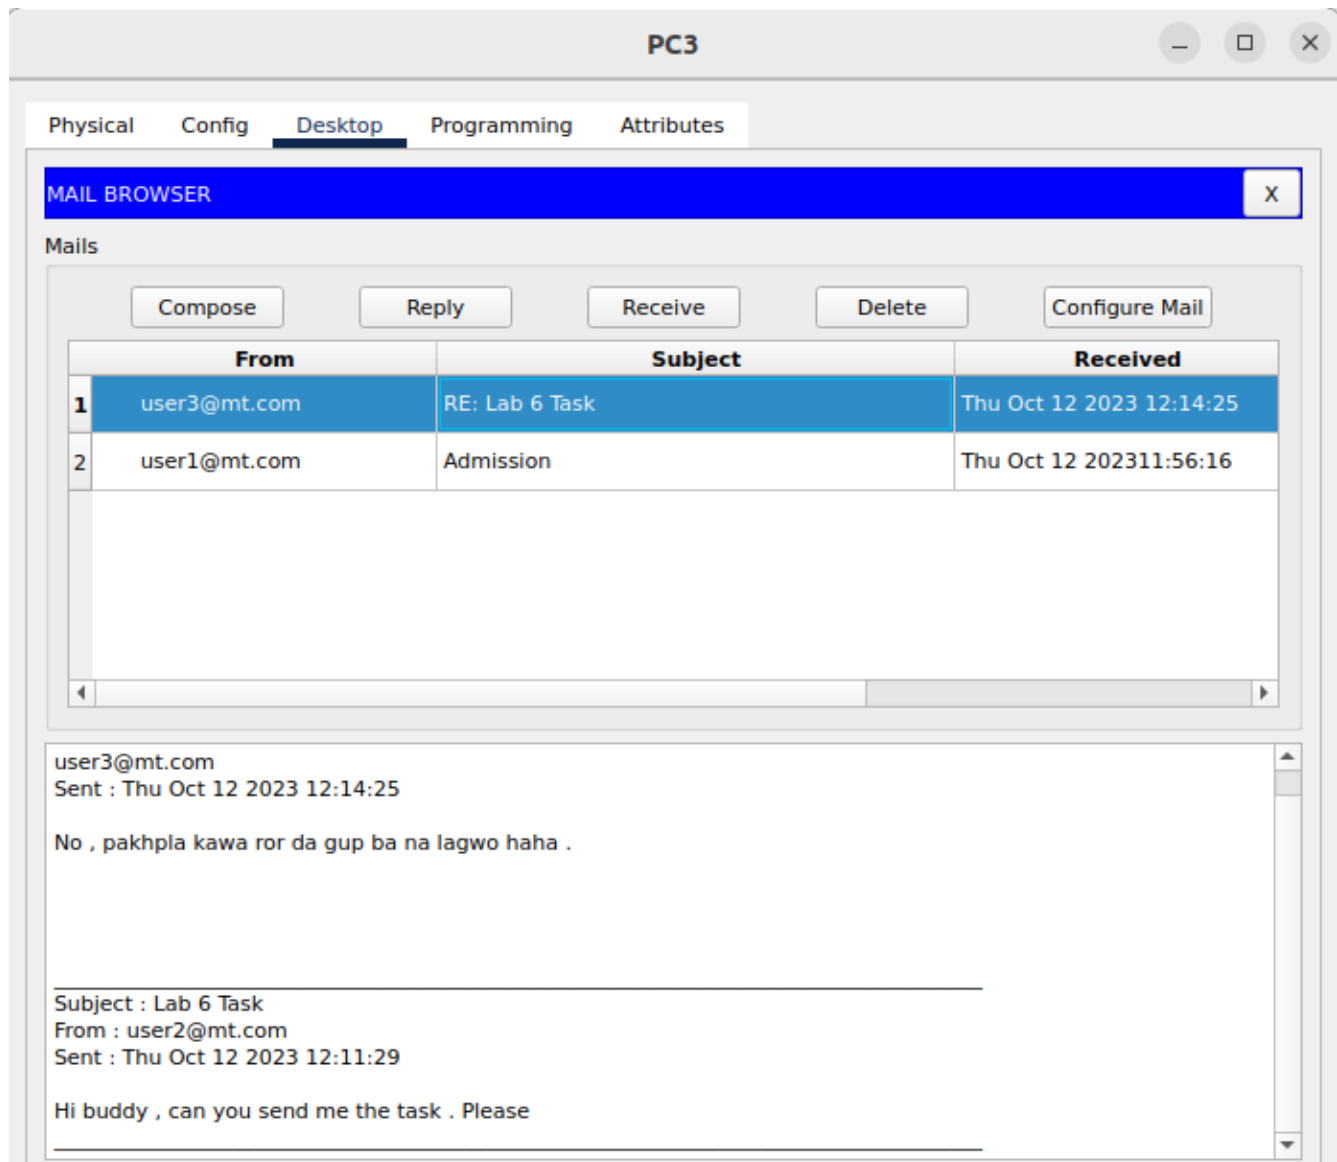 PC3
Physical Config Desktop Programming Attributes
MAIL BROWSER X
Mails
Compose Reply Receive Delete Configure Mail
From Subject Received
1 user3@mt.com RE: Lab 6 Task Thu Oct 12 2023 12:14:25
2 user1@mt.com Admission Thu Oct 12 202311:56:16
user3@mt.com
Sent : Thu Oct 12 2023 12:14:25
No , pakhpla kawa ror da gup ba na lagwo haha .
Subject : Lab 6 Task
From : user2@mt.com
Sent : Thu Oct 12 2023 12:11:29
Hi buddy , can you send me the task . Please